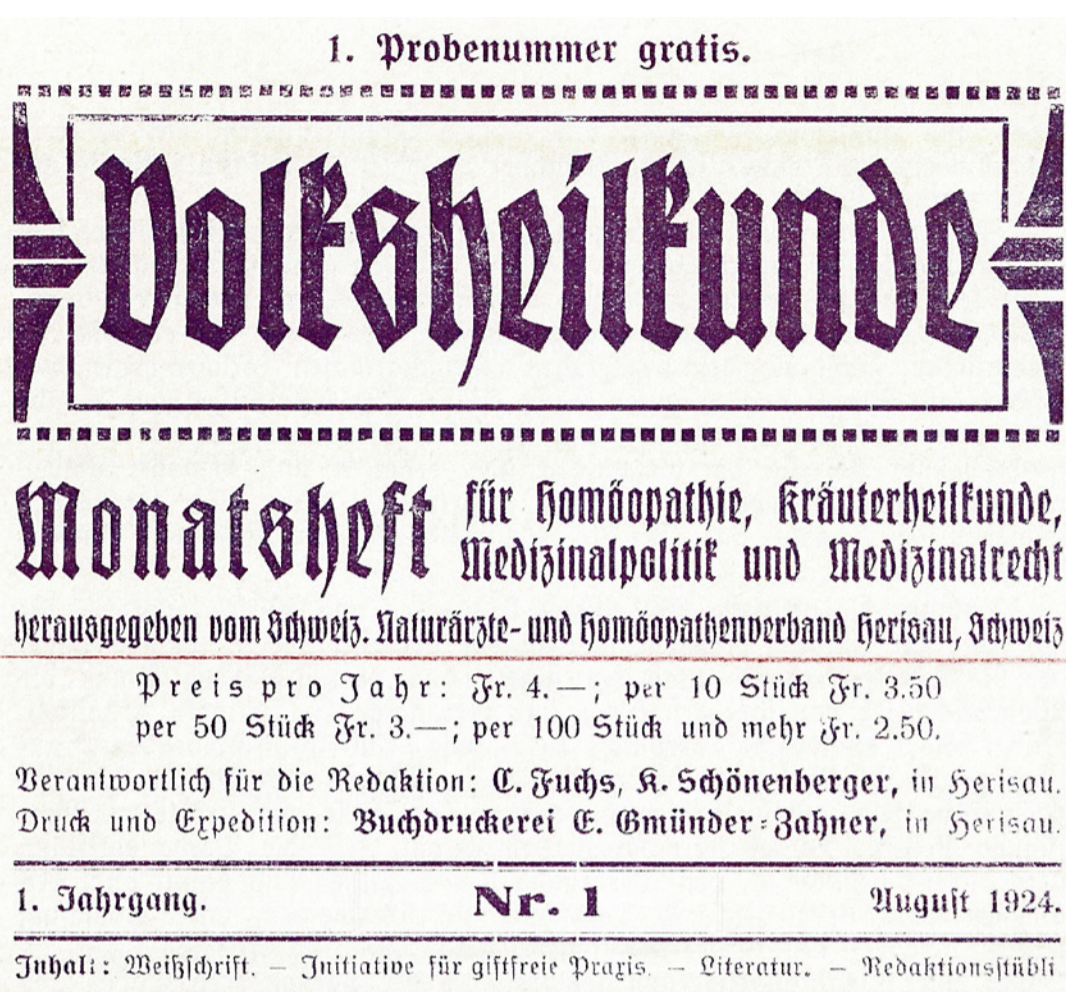 1. Probenummer gratis.
Volksheilkunde
Monatsheft für Homöopathie, Kräuterheilkunde,
Medizinalpolitik und Medizinalrecht
herausgegeben vom Schweiz. Naturärzte- und Homöopathenverband Herisau, Schweiz
Preis pro Jahr: Fr. 4.—; per 10 Stück Fr. 3.50
per 50 Stück Fr. 3.—; per 100 Stück und mehr Fr. 2.50.
Verantwortlich für die Redaktion: C. Fuchs, K. Schönenberger, in Herisau.
Druck und Expedition: Buchdruckerei E. Gmünder-Zahner, in Herisau.
1. Jahrgang. Nr. 1 August 1924.
Inhalt: Weißschrift. — Initiative für giftfreie Praxis. — Literatur. — Redaktionsstübli